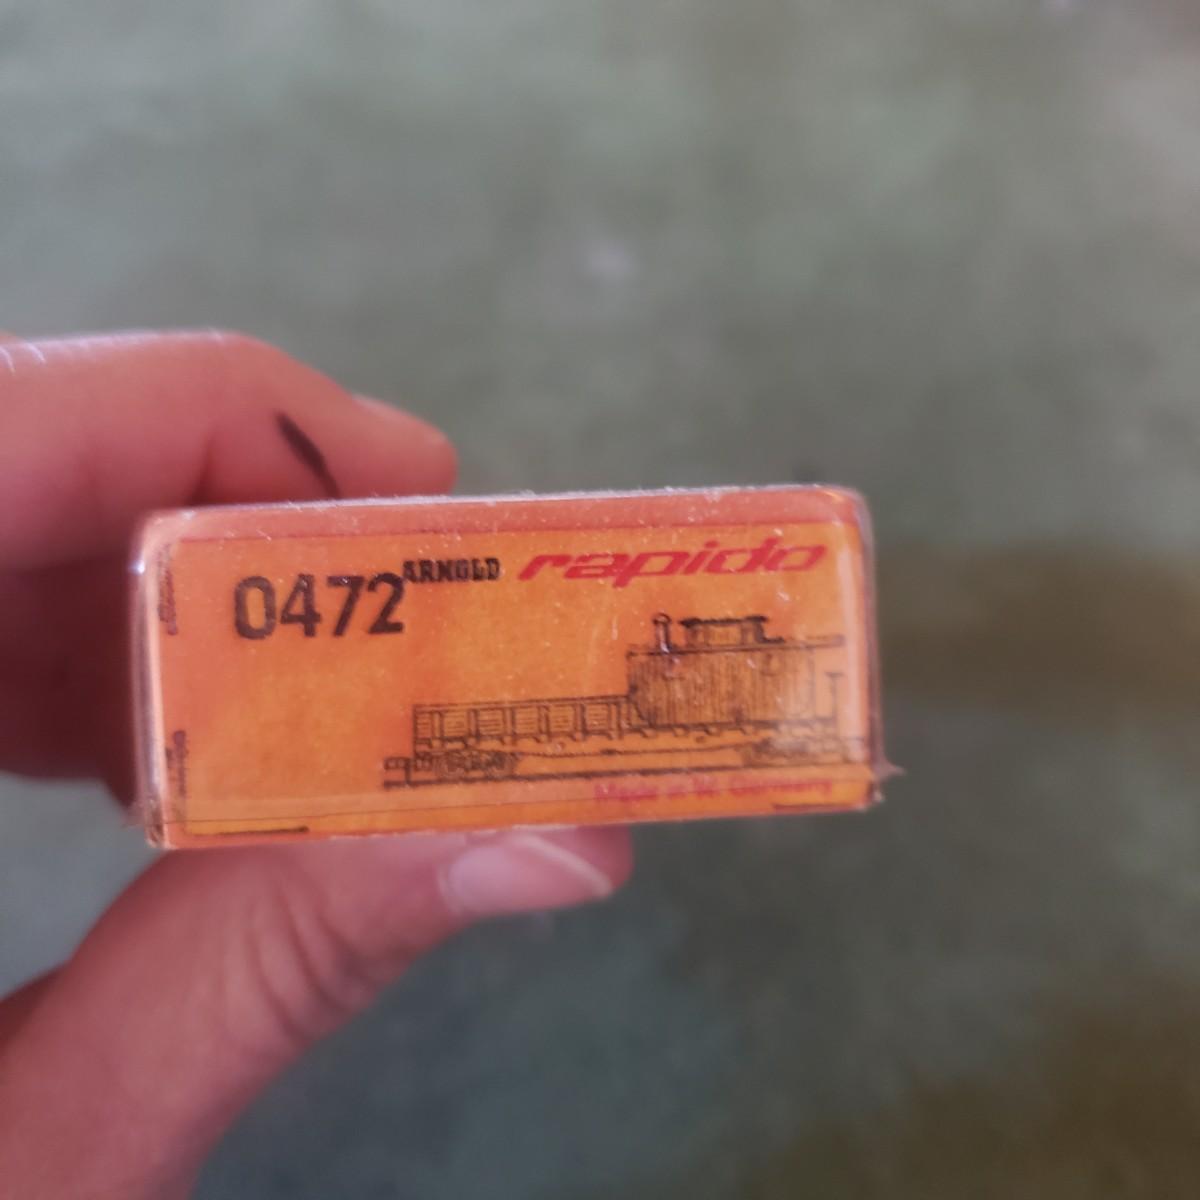 0472 ARNOLD rapido
Made in W. Germany